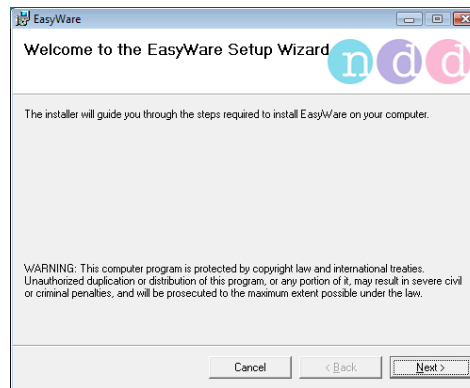 EasyWare
Welcome to the EasyWare Setup Wizard
ndd
The installer will guide you through the steps required to install EasyWare on your computer.
WARNING: This computer program is protected by copyright law and international treaties.
Unauthorized duplication or distribution of this program, or any portion of it, may result in severe civil
or criminal penalties, and will be prosecuted to the maximum extent possible under the law.
Cancel < Back Next >